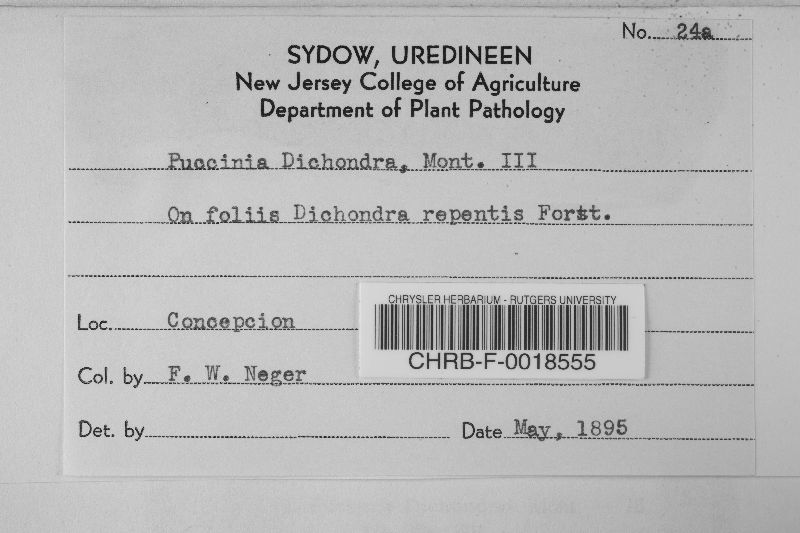 No. 24a
SYDOW, UREDINEEN
New Jersey College of Agriculture
Department of Plant Pathology
Puccinia Dichondra, Mont. III
On foliis Dichondra repentis Forst.
Loc. Concepcion
CHRYSLER HERBARIUM - RUTGERS UNIVERSITY
CHRB-F-0018555
Col. by F. W. Neger
Det. by
Date May, 1895